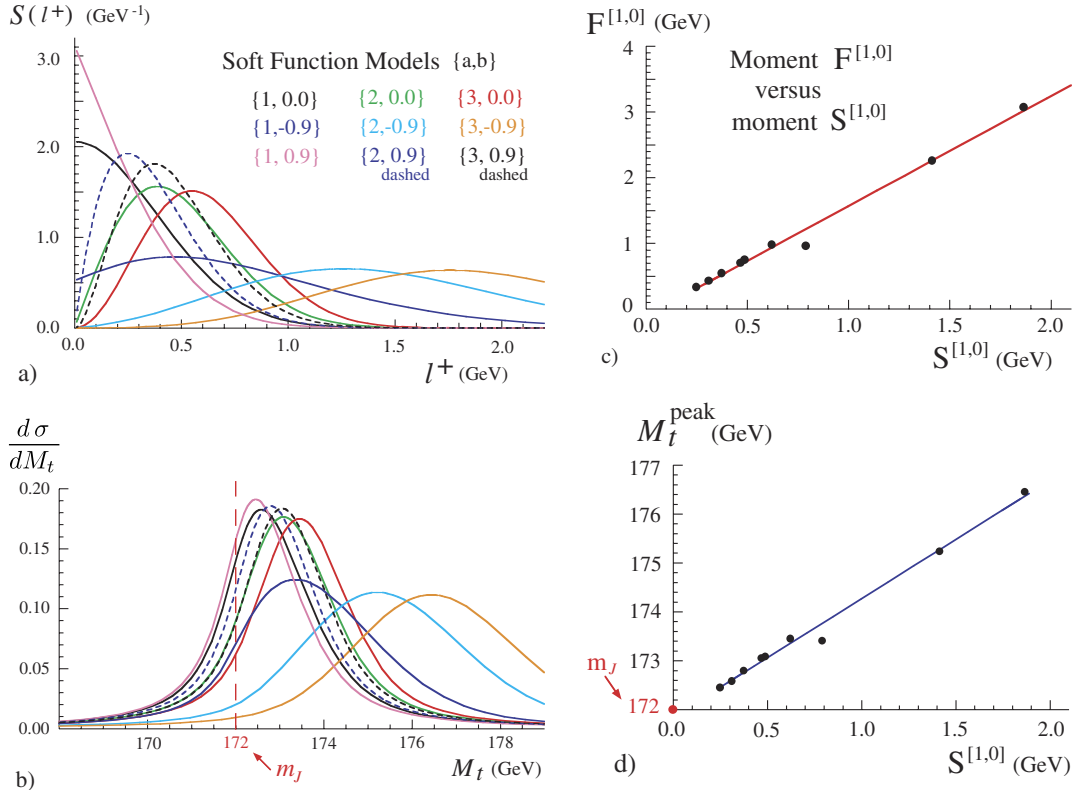 S(l+) (GeV⁻¹)
3.0
2.0
1.0
0.0
Soft Function Models {a,b}
{1, 0.0} {2, 0.0} {3, 0.0}
{1,-0.9} {2,-0.9} {3,-0.9}
{1, 0.9} {2, 0.9} {3, 0.9}
dashed dashed
0.0 0.5 1.0 1.5 2.0
l+ (GeV)
a)
F[1,0] (GeV)
4
3
2
1
0
Moment F[1,0]
versus
moment S[1,0]
0.0 0.5 1.0 1.5 2.0
c) S[1,0] (GeV)
dσ
dM_t
0.20
0.15
0.10
0.05
0.00
170 172 174 176 178
b) m_J M_t (GeV)
M_t^peak (GeV)
177
176
175
174
173
m_J
172
0.0 0.5 1.0 1.5 2.0
d) S[1,0] (GeV)